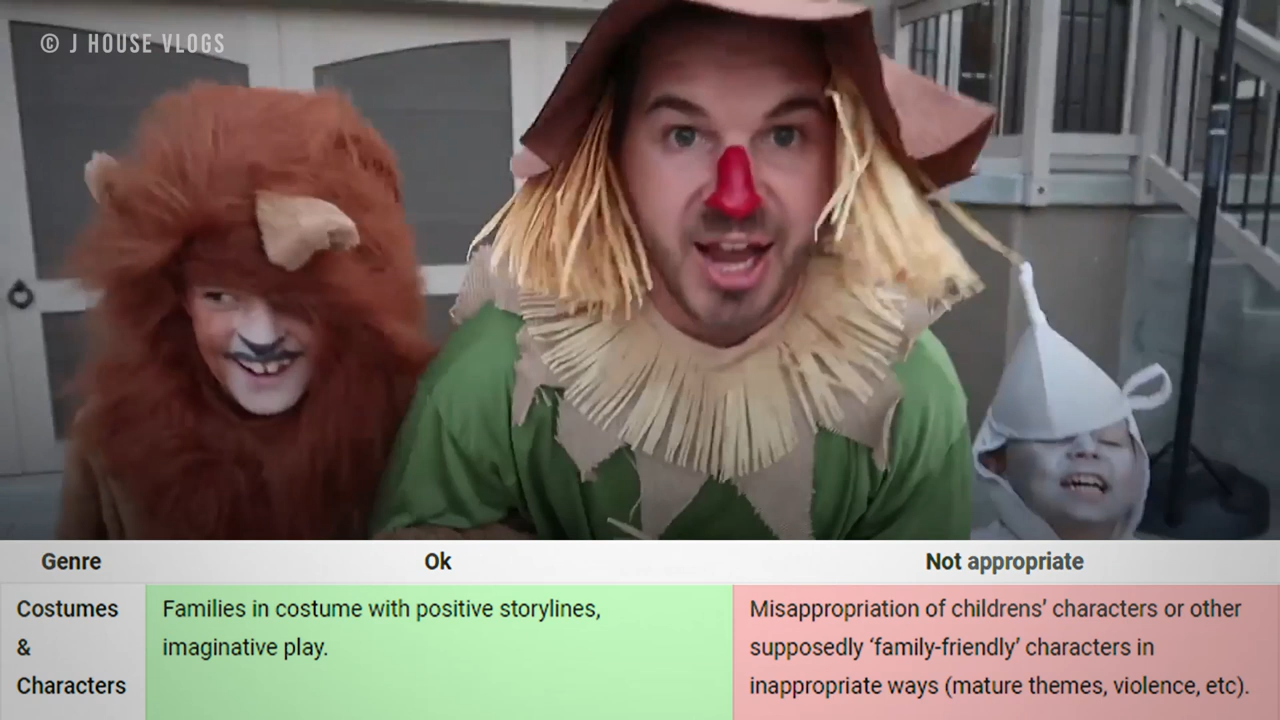 © J HOUSE VLOGS
Genre Ok Not appropriate
Costumes
&
Characters
Families in costume with positive storylines,
imaginative play.
Misappropriation of childrens’ characters or other
supposedly ‘family-friendly’ characters in
inappropriate ways (mature themes, violence, etc).